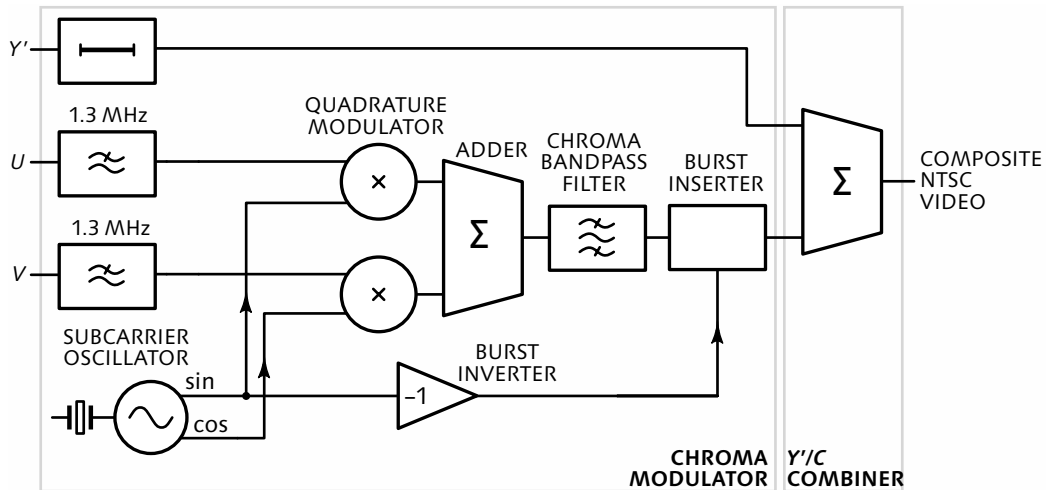 Y'
1.3 MHz
U
1.3 MHz
V
QUADRATURE
MODULATOR
×
×
ADDER
Σ
CHROMA
BANDPASS
FILTER
BURST
INSERTER
Σ
COMPOSITE
NTSC
VIDEO
SUBCARRIER
OSCILLATOR
sin
cos
−1
BURST
INVERTER
CHROMA
MODULATOR
Y'/C
COMBINER